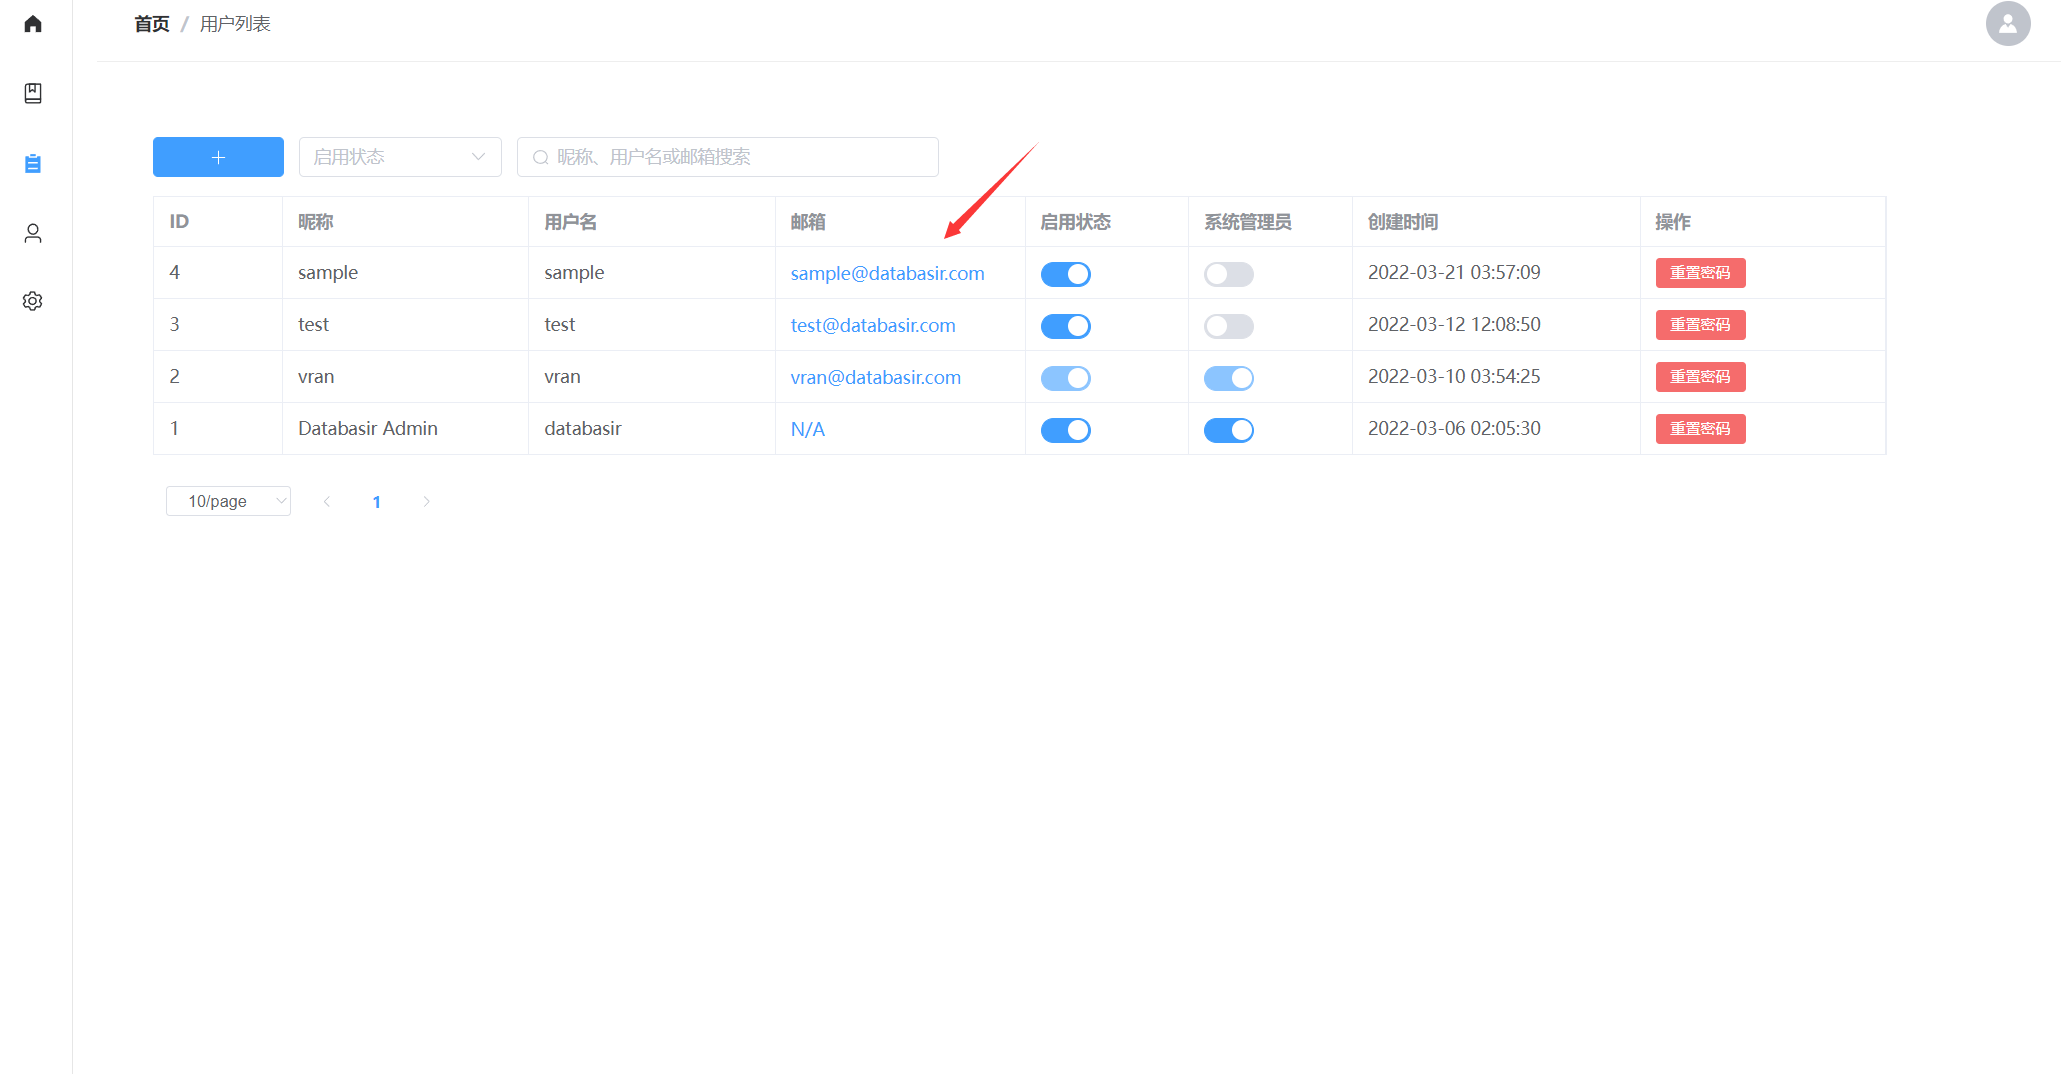 首页 / 用户列表
启用状态 昵称、用户名或邮箱搜索
ID 昵称 用户名 邮箱 启用状态 系统管理员 创建时间 操作
4 sample sample sample@databasir.com 2022-03-21 03:57:09 重置密码
3 test test test@databasir.com 2022-03-12 12:08:50 重置密码
2 vran vran vran@databasir.com 2022-03-10 03:54:25 重置密码
1 Databasir Admin databasir N/A 2022-03-06 02:05:30 重置密码
10/page 1